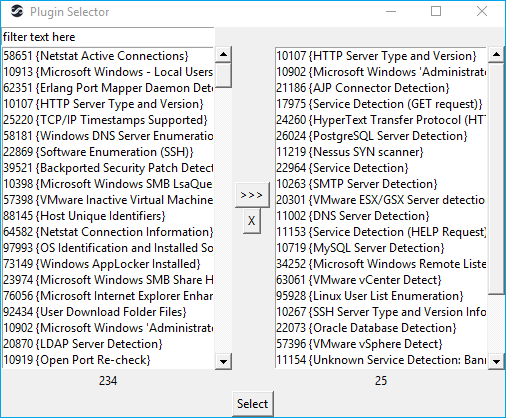 Plugin Selector
filter text here
58651 {Netstat Active Connections}
10913 {Microsoft Windows - Local Users
62351 {Erlang Port Mapper Daemon Dete
10107 {HTTP Server Type and Version}
25220 {TCP/IP Timestamps Supported}
58181 {Windows DNS Server Enumeratio
22869 {Software Enumeration (SSH)}
39521 {Backported Security Patch Detect
10398 {Microsoft Windows SMB LsaQue
57398 {VMware Inactive Virtual Machine
88145 {Host Unique Identifiers}
64582 {Netstat Connection Information}
97993 {OS Identification and Installed So
73149 {Windows AppLocker Installed}
23974 {Microsoft Windows SMB Share H
76056 {Microsoft Internet Explorer Enhar
92434 {User Download Folder Files}
10902 {Microsoft Windows 'Administrato
20870 {LDAP Server Detection}
10919 {Open Port Re-check}
234
>>>
X
10107 {HTTP Server Type and Version}
10902 {Microsoft Windows 'Administrato
21186 {AJP Connector Detection}
17975 {Service Detection (GET request)}
24260 {HyperText Transfer Protocol (HTT
26024 {PostgreSQL Server Detection}
11219 {Nessus SYN scanner}
22964 {Service Detection}
10263 {SMTP Server Detection}
20301 {VMware ESX/GSX Server detectio
11002 {DNS Server Detection}
11153 {Service Detection (HELP Request)
10719 {MySQL Server Detection}
34252 {Microsoft Windows Remote Liste
63061 {VMware vCenter Detect}
95928 {Linux User List Enumeration}
10267 {SSH Server Type and Version Info
22073 {Oracle Database Detection}
57396 {VMware vSphere Detect}
11154 {Unknown Service Detection: Bann
25
Select